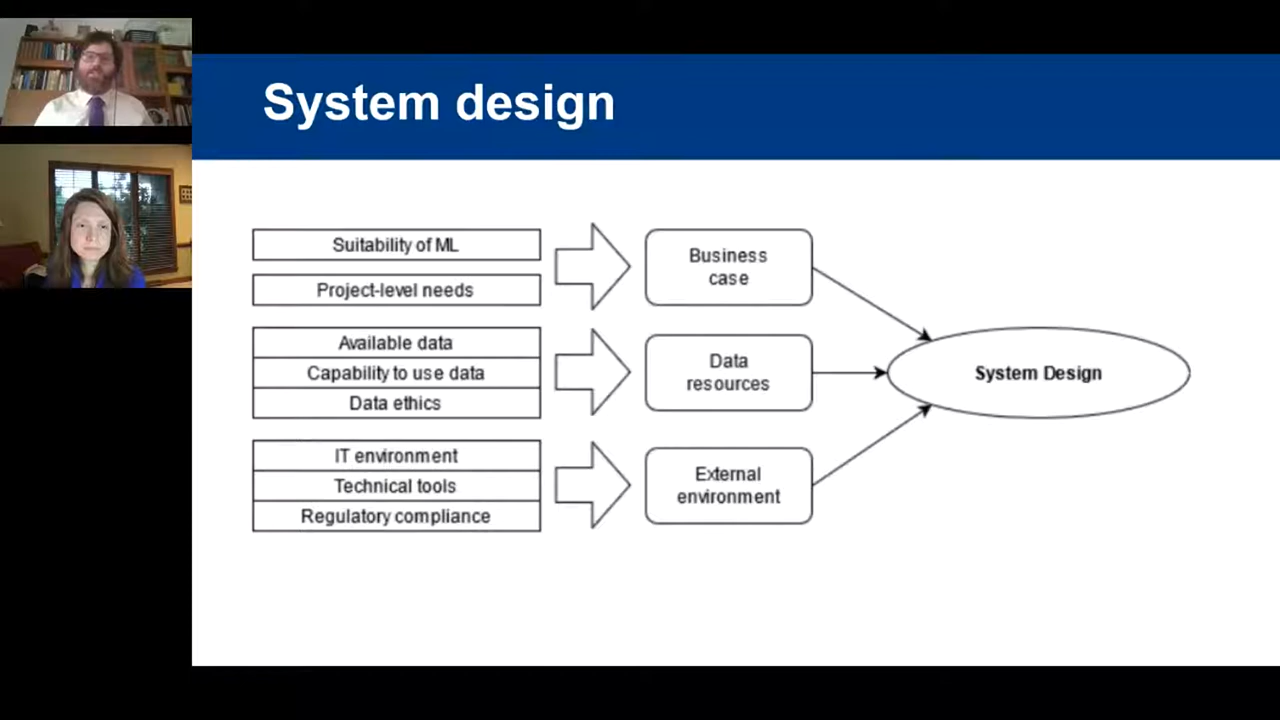 System design
Suitability of ML
Project-level needs
Business
case
Available data
Capability to use data
Data ethics
Data
resources
System Design
IT environment
Technical tools
Regulatory compliance
External
environment